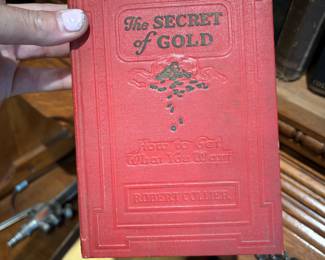 The SECRET
of GOLD
How to Get
What You Want
ROBERT COLLIER